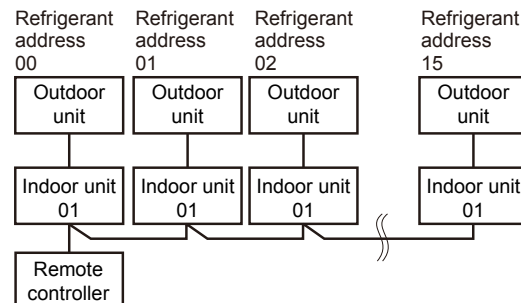 Refrigerant
address
00
Refrigerant
address
01
Refrigerant
address
02
Refrigerant
address
15
Outdoor
unit
Outdoor
unit
Outdoor
unit
Outdoor
unit
Indoor unit
01
Indoor unit
01
Indoor unit
01
Indoor unit
01
Remote
controller